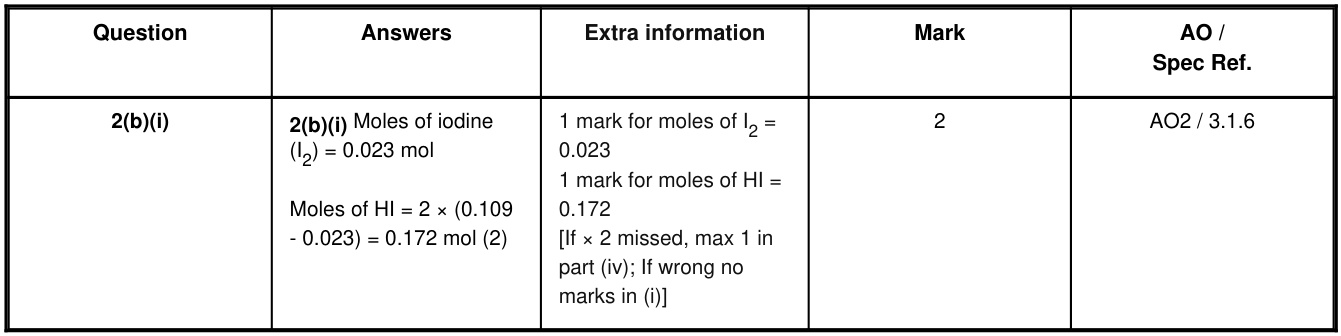 Question Answers Extra information Mark AO /
Spec Ref.
2(b)(i)
2(b)(i) Moles of iodine
(I2) = 0.023 mol
Moles of HI = 2 × (0.109
- 0.023) = 0.172 mol (2)
1 mark for moles of I2 =
0.023
1 mark for moles of HI =
0.172
[If × 2 missed, max 1 in
part (iv); If wrong no
marks in (i)]
2
AO2 / 3.1.6